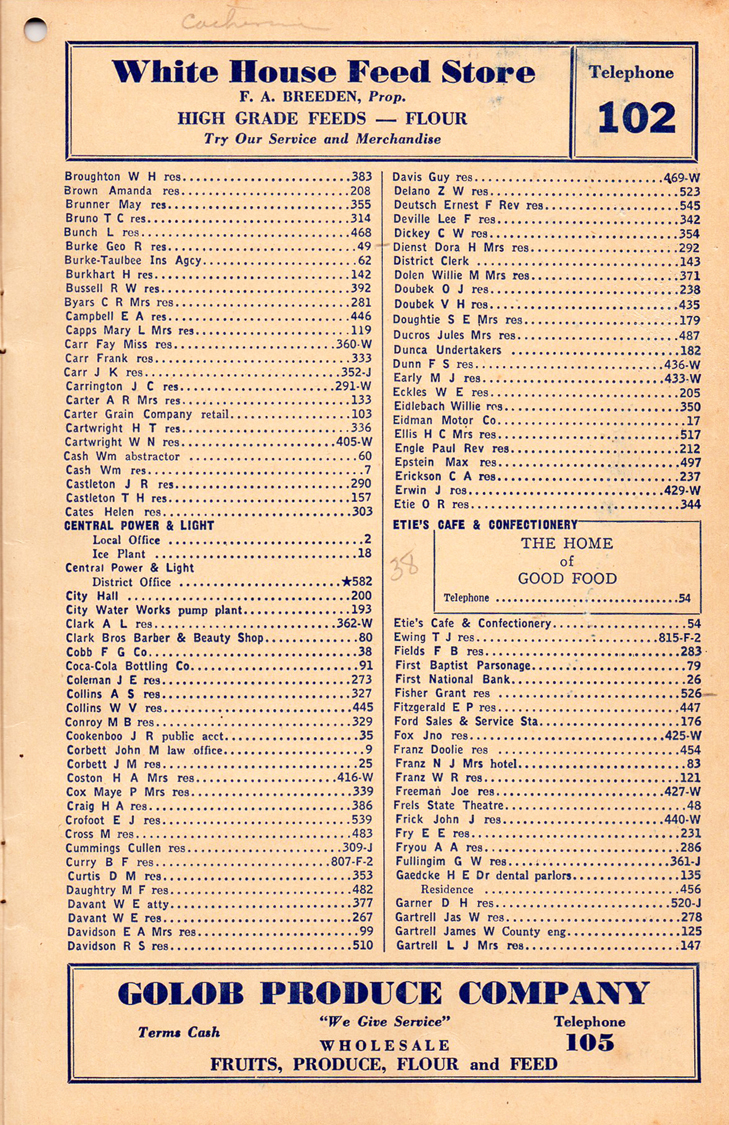 Catherine
White House Feed Store
F. A. BREEDEN, Prop.
HIGH GRADE FEEDS — FLOUR
Try Our Service and Merchandise
Telephone
102
Broughton W H res..............................383
Brown Amanda res..............................208
Brunner May res..............................355
Bruno T C res..............................314
Bunch L res..............................468
Burke Geo R res..............................49
Burke-Taulbee Ins Agcy..............................62
Burkhart H res..............................142
Bussell R W res..............................392
Byars C R Mrs res..............................281
Campbell E A res..............................446
Capps Mary L Mrs res..............................119
Carr Fay Miss res..............................360-W
Carr Frank res..............................333
Carr J K res..............................352-J
Carrington J C res..............................291-W
Carter A R Mrs res..............................133
Carter Grain Company retail..............................103
Cartwright H T res..............................336
Cartwright W N res..............................405-W
Cash Wm abstractor ..............................60
Cash Wm res..............................7
Castleton J R res..............................290
Castleton T H res..............................157
Cates Helen res..............................303
CENTRAL POWER & LIGHT
Local Office ..............................2
Ice Plant ..............................18
Central Power & Light
District Office ..............................★582
City Hall ..............................200
City Water Works pump plant..............................193
Clark A L res..............................362-W
Clark Bros Barber & Beauty Shop..............................80
Cobb F G Co..............................38
Coca-Cola Bottling Co..............................91
Coleman J E res..............................273
Collins A S res..............................327
Collins W V res..............................445
Conroy M B res..............................329
Cookenboo J R public acct..............................35
Corbett John M law office..............................9
Corbett J M res..............................25
Coston H A Mrs res..............................416-W
Cox Maye P Mrs res..............................339
Craig H A res..............................386
Crofoot E J res..............................539
Cross M res..............................483
Cummings Cullen res..............................309-J
Curry B F res..............................807-F-2
Curtis D M res..............................353
Daughtry M F res..............................482
Davant W E atty..............................377
Davant W E res..............................267
Davidson E A Mrs res..............................99
Davidson R S res..............................510
Davis Guy res..............................469-W
Delano Z W res..............................523
Deutsch Ernest F Rev res..............................545
Deville Lee F res..............................342
Dickey C W res..............................354
Dienst Dora H Mrs res..............................292
District Clerk ..............................143
Dolen Willie M Mrs res..............................371
Doubek O J res..............................238
Doubek V H res..............................435
Doughtie S E Mrs res..............................179
Ducros Jules Mrs res..............................487
Dunca Undertakers ..............................182
Dunn F S res..............................436-W
Early M J res..............................433-W
Eckles W E res..............................205
Eidlebach Willie res..............................350
Eidman Motor Co..............................17
Ellis H C Mrs res..............................517
Engle Paul Rev res..............................212
Epstein Max res..............................497
Erickson C A res..............................237
Erwin J res..............................429-W
Etie O R res..............................344
ETIE'S CAFE & CONFECTIONERY
THE HOME
of
GOOD FOOD
38
Telephone ..............................54
Etie's Cafe & Confectionery..............................54
Ewing T J res..............................815-F-2
Fields F B res..............................283
First Baptist Parsonage..............................79
First National Bank..............................26
Fisher Grant res ..............................526
Fitzgerald E P res..............................447
Ford Sales & Service Sta..............................176
Fox Jno res..............................425-W
Franz Doolie res ..............................454
Franz N J Mrs hotel..............................83
Franz W R res..............................121
Freeman Joe res..............................427-W
Frels State Theatre..............................48
Frick John J res..............................440-W
Fry E E res..............................231
Fryou A A res..............................286
Fullingim G W res..............................361-J
Gaedcke H E Dr dental parlors..............................135
Residence ..............................456
Garner D H res..............................520-J
Gartrell Jas W res..............................278
Gartrell James W County eng..............................125
Gartrell L J Mrs res..............................147
GOLOB PRODUCE COMPANY
Terms Cash
"We Give Service"
WHOLESALE
Telephone
105
FRUITS, PRODUCE, FLOUR and FEED